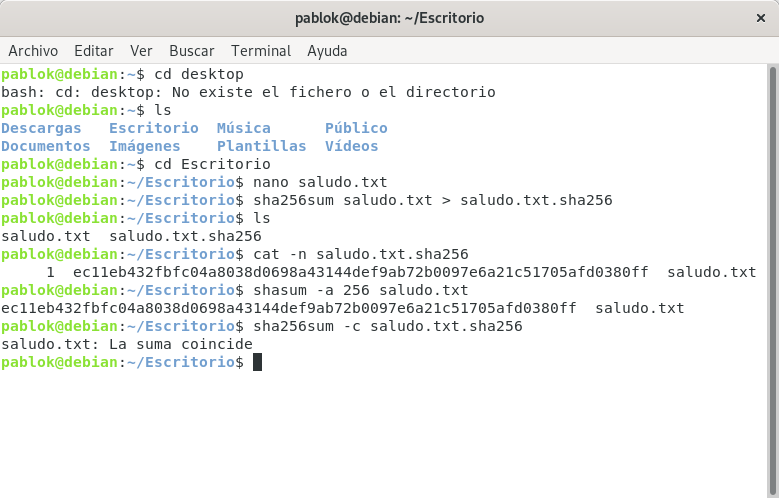 pablok@debian: ~/Escritorio
×
Archivo Editar Ver Buscar Terminal Ayuda
pablok@debian:~$ cd desktop
bash: cd: desktop: No existe el fichero o el directorio
pablok@debian:~$ ls
Descargas   Escritorio  Música      Público
Documentos  Imágenes    Plantillas  Vídeos
pablok@debian:~$ cd Escritorio
pablok@debian:~/Escritorio$ nano saludo.txt
pablok@debian:~/Escritorio$ sha256sum saludo.txt > saludo.txt.sha256
pablok@debian:~/Escritorio$ ls
saludo.txt  saludo.txt.sha256
pablok@debian:~/Escritorio$ cat -n saludo.txt.sha256
     1  ec11eb432fbfc04a8038d0698a43144def9ab72b0097e6a21c51705afd0380ff  saludo.txt
pablok@debian:~/Escritorio$ shasum -a 256 saludo.txt
ec11eb432fbfc04a8038d0698a43144def9ab72b0097e6a21c51705afd0380ff  saludo.txt
pablok@debian:~/Escritorio$ sha256sum -c saludo.txt.sha256
saludo.txt: La suma coincide
pablok@debian:~/Escritorio$